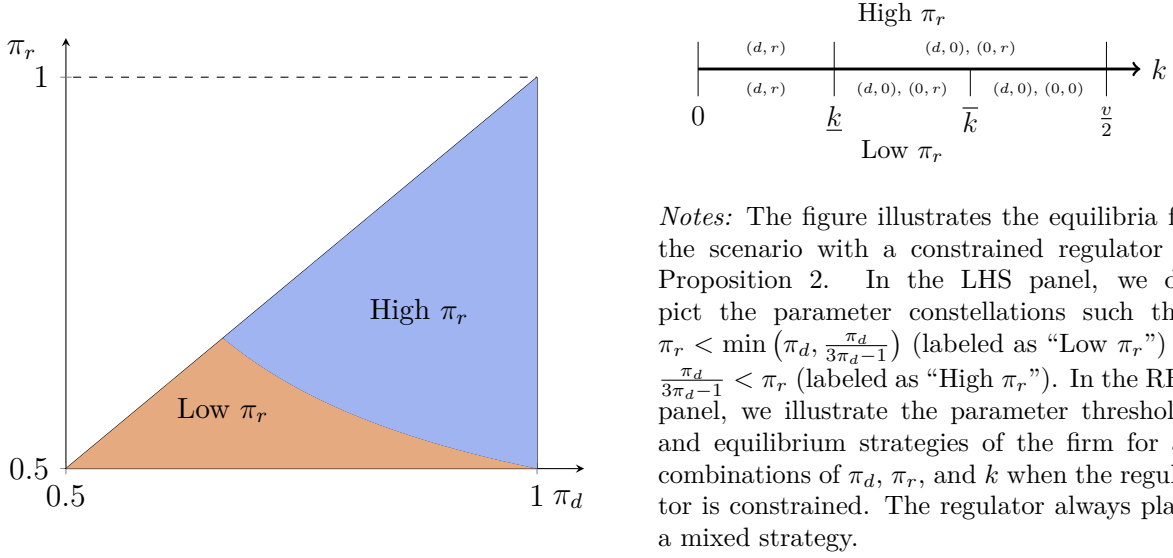 π_r
1
0.5
0.5
1 π_d
High π_r
Low π_r
High π_r
(d, r)
(d, 0), (0, r)
k
(d, r)
(d, 0), (0, r)
(d, 0), (0, 0)
0
k̲
k̅
v/2
Low π_r
Notes: The figure illustrates the equilibria f
the scenario with a constrained regulator
Proposition 2. In the LHS panel, we d
pict the parameter constellations such th
π_r < min (π_d, π_d/(3π_d−1)) (labeled as “Low π_r”)
π_d/(3π_d−1) < π_r (labeled as “High π_r”). In the RH
panel, we illustrate the parameter threshol
and equilibrium strategies of the firm for a
combinations of π_d, π_r, and k when the regul
tor is constrained. The regulator always pla
a mixed strategy.